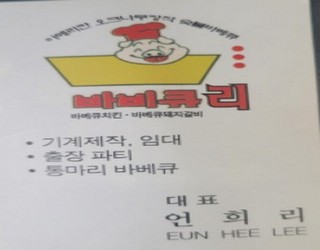 바비큐리
바베큐치킨 · 바베큐돼지갈비
• 기계제작, 임대
• 출장 파티
• 통마리 바베큐
대 표
언 희 리
EUN HEE LEE